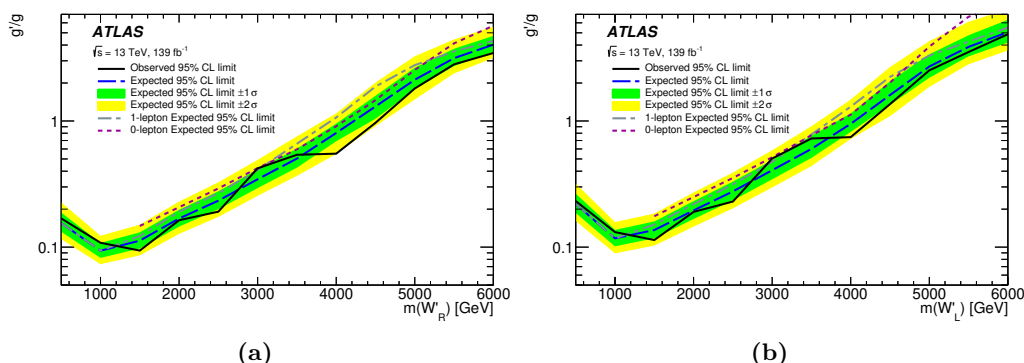 g'/g
ATLAS
√s = 13 TeV, 139 fb-1
Observed 95% CL limit
Expected 95% CL limit
Expected 95% CL limit ±1σ
Expected 95% CL limit ±2σ
1-lepton Expected 95% CL limit
0-lepton Expected 95% CL limit
1
0.1
1000 2000 3000 4000 5000 6000
m(W'R) [GeV]
(a)
g'/g
ATLAS
√s = 13 TeV, 139 fb-1
Observed 95% CL limit
Expected 95% CL limit
Expected 95% CL limit ±1σ
Expected 95% CL limit ±2σ
1-lepton Expected 95% CL limit
0-lepton Expected 95% CL limit
1
0.1
1000 2000 3000 4000 5000 6000
m(W'L) [GeV]
(b)